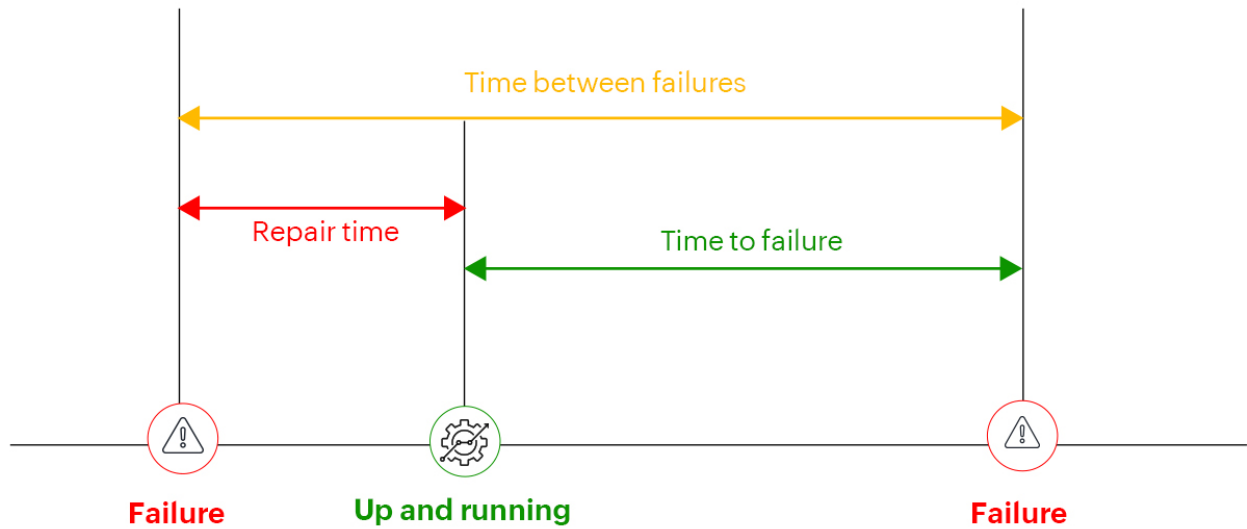 Time between failures
Repair time
Time to failure
Failure
Up and running
Failure